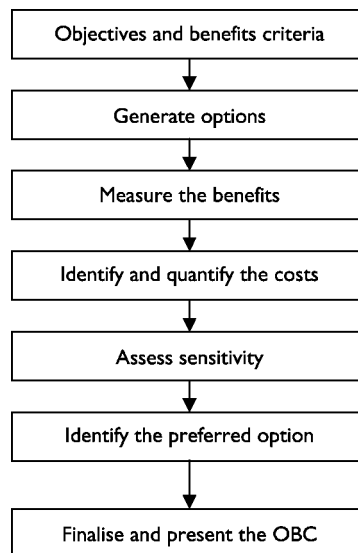 Objectives and benefits criteria
Generate options
Measure the benefits
Identify and quantify the costs
Assess sensitivity
Identify the preferred option
Finalise and present the OBC